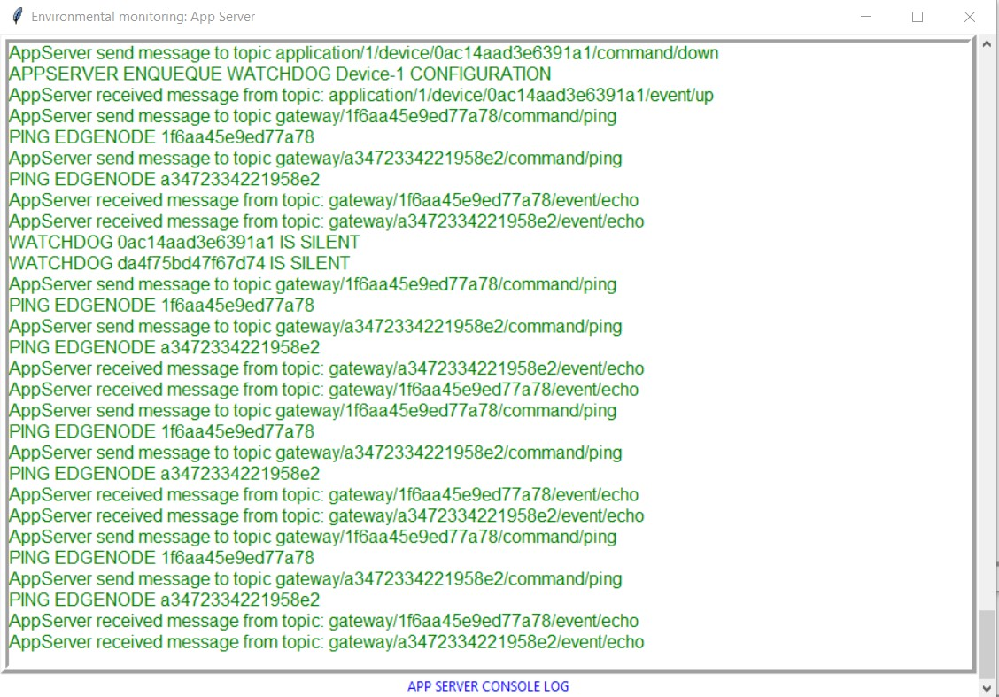 Environmental monitoring: App Server
AppServer send message to topic application/1/device/0ac14aad3e6391a1/command/down
APPSERVER ENQUEQUE WATCHDOG Device-1 CONFIGURATION
AppServer received message from topic: application/1/device/0ac14aad3e6391a1/event/up
AppServer send message to topic gateway/1f6aa45e9ed77a78/command/ping
PING EDGENODE 1f6aa45e9ed77a78
AppServer send message to topic gateway/a3472334221958e2/command/ping
PING EDGENODE a3472334221958e2
AppServer received message from topic: gateway/1f6aa45e9ed77a78/event/echo
AppServer received message from topic: gateway/a3472334221958e2/event/echo
WATCHDOG 0ac14aad3e6391a1 IS SILENT
WATCHDOG da4f75bd47f67d74 IS SILENT
AppServer send message to topic gateway/1f6aa45e9ed77a78/command/ping
PING EDGENODE 1f6aa45e9ed77a78
AppServer send message to topic gateway/a3472334221958e2/command/ping
PING EDGENODE a3472334221958e2
AppServer received message from topic: gateway/a3472334221958e2/event/echo
AppServer received message from topic: gateway/1f6aa45e9ed77a78/event/echo
AppServer send message to topic gateway/1f6aa45e9ed77a78/command/ping
PING EDGENODE 1f6aa45e9ed77a78
AppServer send message to topic gateway/a3472334221958e2/command/ping
PING EDGENODE a3472334221958e2
AppServer received message from topic: gateway/1f6aa45e9ed77a78/event/echo
AppServer received message from topic: gateway/a3472334221958e2/event/echo
AppServer send message to topic gateway/1f6aa45e9ed77a78/command/ping
PING EDGENODE 1f6aa45e9ed77a78
AppServer send message to topic gateway/a3472334221958e2/command/ping
PING EDGENODE a3472334221958e2
AppServer received message from topic: gateway/1f6aa45e9ed77a78/event/echo
AppServer received message from topic: gateway/a3472334221958e2/event/echo
APP SERVER CONSOLE LOG